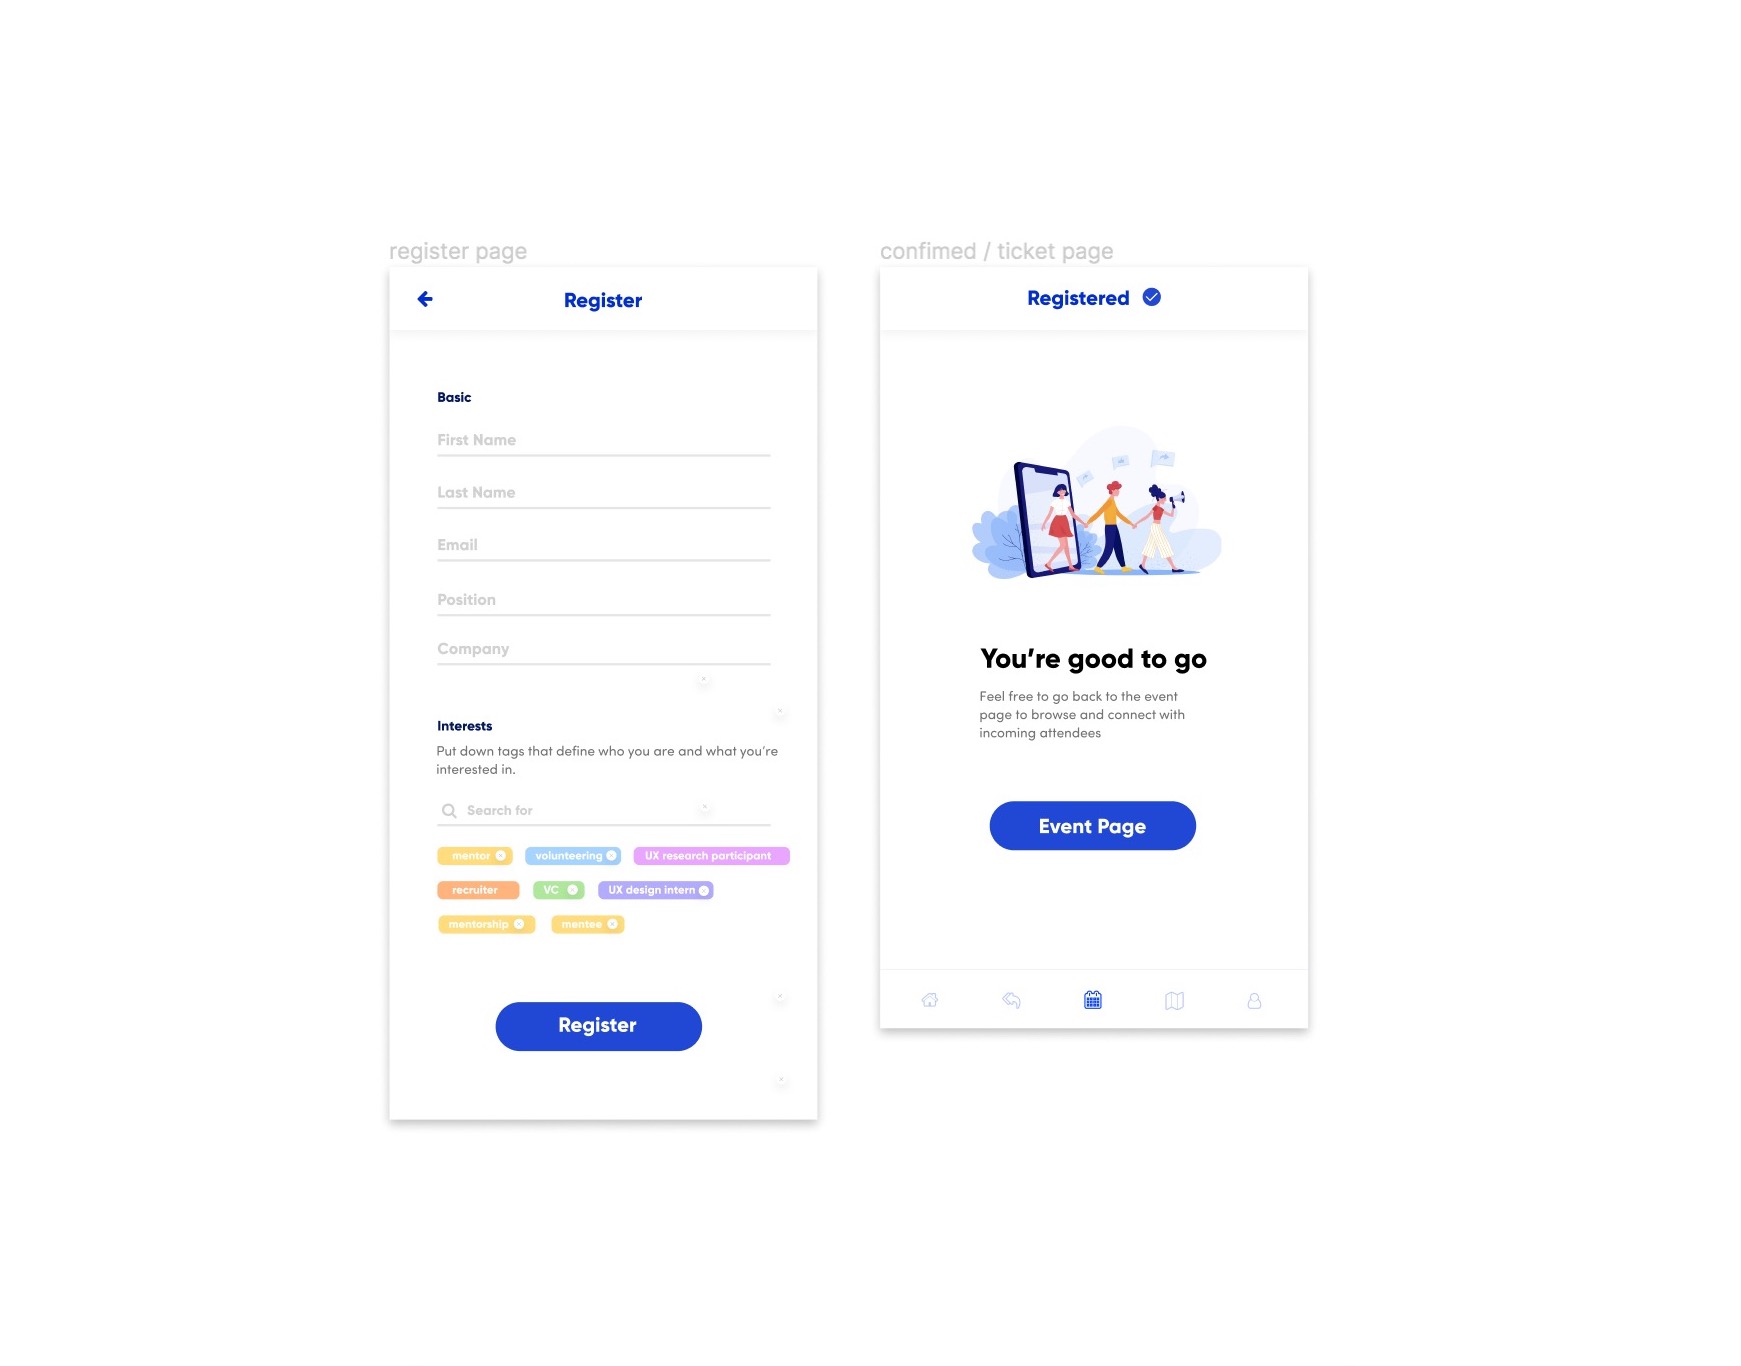 register page
Register
Basic
First Name
Last Name
Email
Position
Company
Interests
Put down tags that define who you are and what you're
interested in.
Search for
mentor
volunteering
UX research participant
recruiter
VC
UX design intern
mentorship
mentee
Register
confimed / ticket page
Registered
You're good to go
Feel free to go back to the event
page to browse and connect with
incoming attendees
Event Page